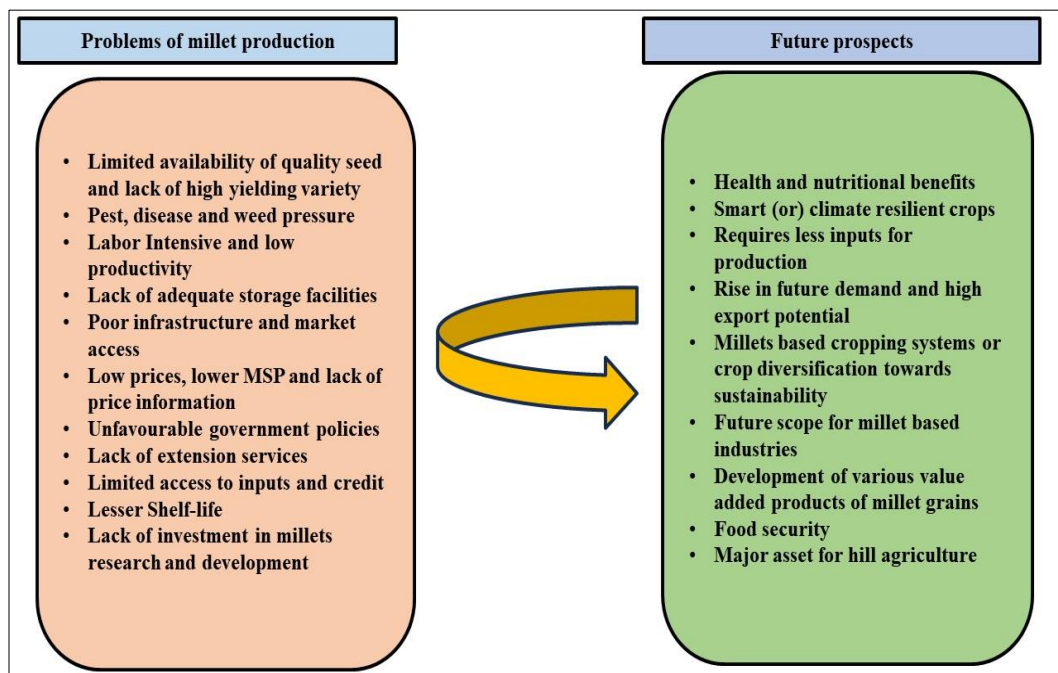 Problems of millet production
• Limited availability of quality seed
and lack of high yielding variety
• Pest, disease and weed pressure
• Labor Intensive and low
productivity
• Lack of adequate storage facilities
• Poor infrastructure and market
access
• Low prices, lower MSP and lack of
price information
• Unfavourable government policies
• Lack of extension services
• Limited access to inputs and credit
• Lesser Shelf-life
• Lack of investment in millets
research and development
Future prospects
• Health and nutritional benefits
• Smart (or) climate resilient crops
• Requires less inputs for
production
• Rise in future demand and high
export potential
• Millets based cropping systems or
crop diversification towards
sustainability
• Future scope for millet based
industries
• Development of various value
added products of millet grains
• Food security
• Major asset for hill agriculture